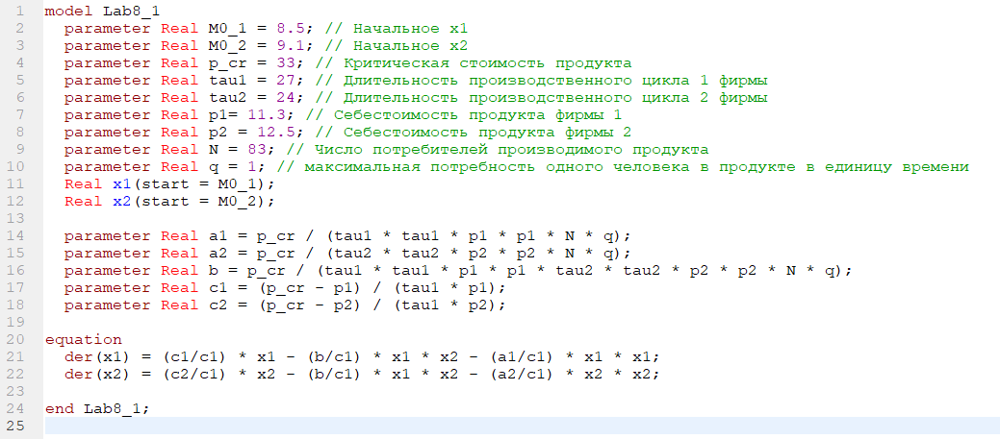 1 model Lab8_1
2 parameter Real M0_1 = 8.5; // Начальное x1
3 parameter Real M0_2 = 9.1; // Начальное x2
4 parameter Real p_cr = 33; // Критическая стоимость продукта
5 parameter Real tau1 = 27; // Длительность производственного цикла 1 фирмы
6 parameter Real tau2 = 24; // Длительность производственного цикла 2 фирмы
7 parameter Real p1= 11.3; // Себестоимость продукта фирмы 1
8 parameter Real p2 = 12.5; // Себестоимость продукта фирмы 2
9 parameter Real N = 83; // Число потребителей производимого продукта
10 parameter Real q = 1; // максимальная потребность одного человека в продукте в единицу времени
11 Real x1(start = M0_1);
12 Real x2(start = M0_2);
13
14 parameter Real a1 = p_cr / (tau1 * tau1 * p1 * p1 * N * q);
15 parameter Real a2 = p_cr / (tau2 * tau2 * p2 * p2 * N * q);
16 parameter Real b = p_cr / (tau1 * tau1 * p1 * p1 * tau2 * tau2 * p2 * p2 * N * q);
17 parameter Real c1 = (p_cr - p1) / (tau1 * p1);
18 parameter Real c2 = (p_cr - p2) / (tau1 * p2);
19
20 equation
21 der(x1) = (c1/c1) * x1 - (b/c1) * x1 * x2 - (a1/c1) * x1 * x1;
22 der(x2) = (c2/c1) * x2 - (b/c1) * x1 * x2 - (a2/c1) * x2 * x2;
23
24 end Lab8_1;
25